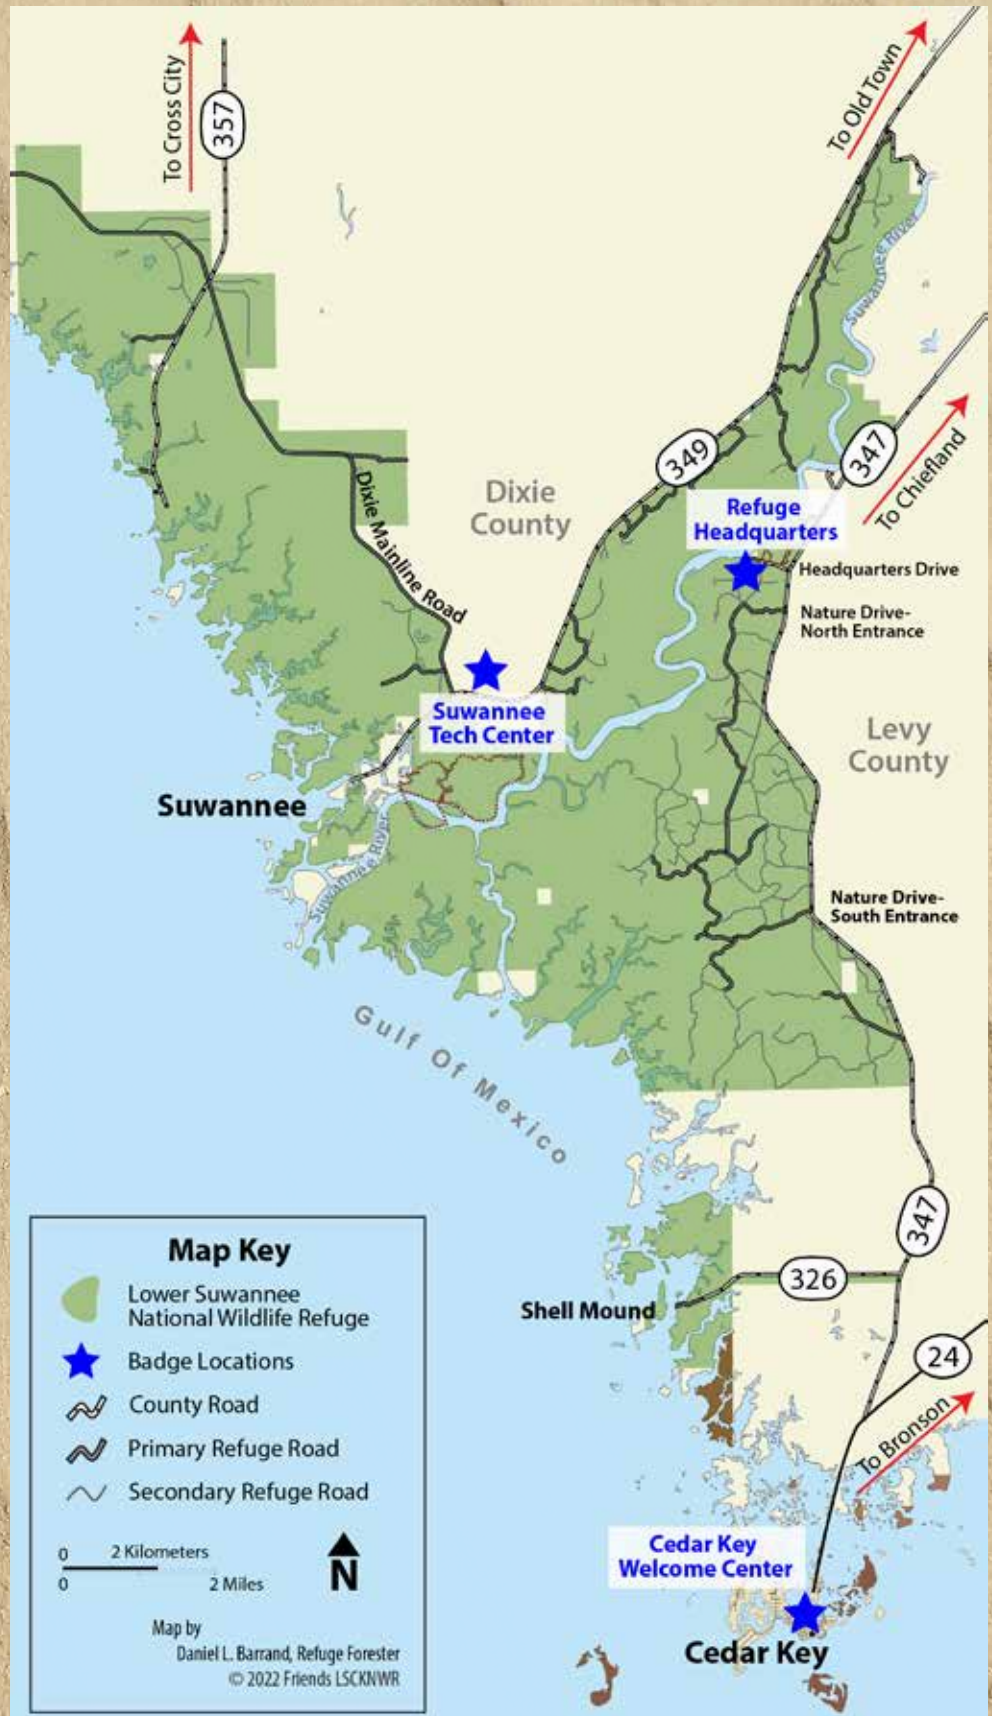 To Cross City
357
To Old Town
Suwannee River
349
347
To Chiefland
Dixie
County
Refuge
Headquarters
Headquarters Drive
Nature Drive-
North Entrance
Dixie Mainline Road
Suwannee
Tech Center
Levy
County
Suwannee
Suwannee River
Nature Drive-
South Entrance
Gulf Of Mexico
347
326
Shell Mound
24
To Bronson
Cedar Key
Welcome Center
Cedar Key
Map Key
Lower Suwannee
National Wildlife Refuge
Badge Locations
County Road
Primary Refuge Road
Secondary Refuge Road
0 2 Kilometers
0 2 Miles
N
Map by
Daniel L. Barrand, Refuge Forester
© 2022 Friends LSCKNWR